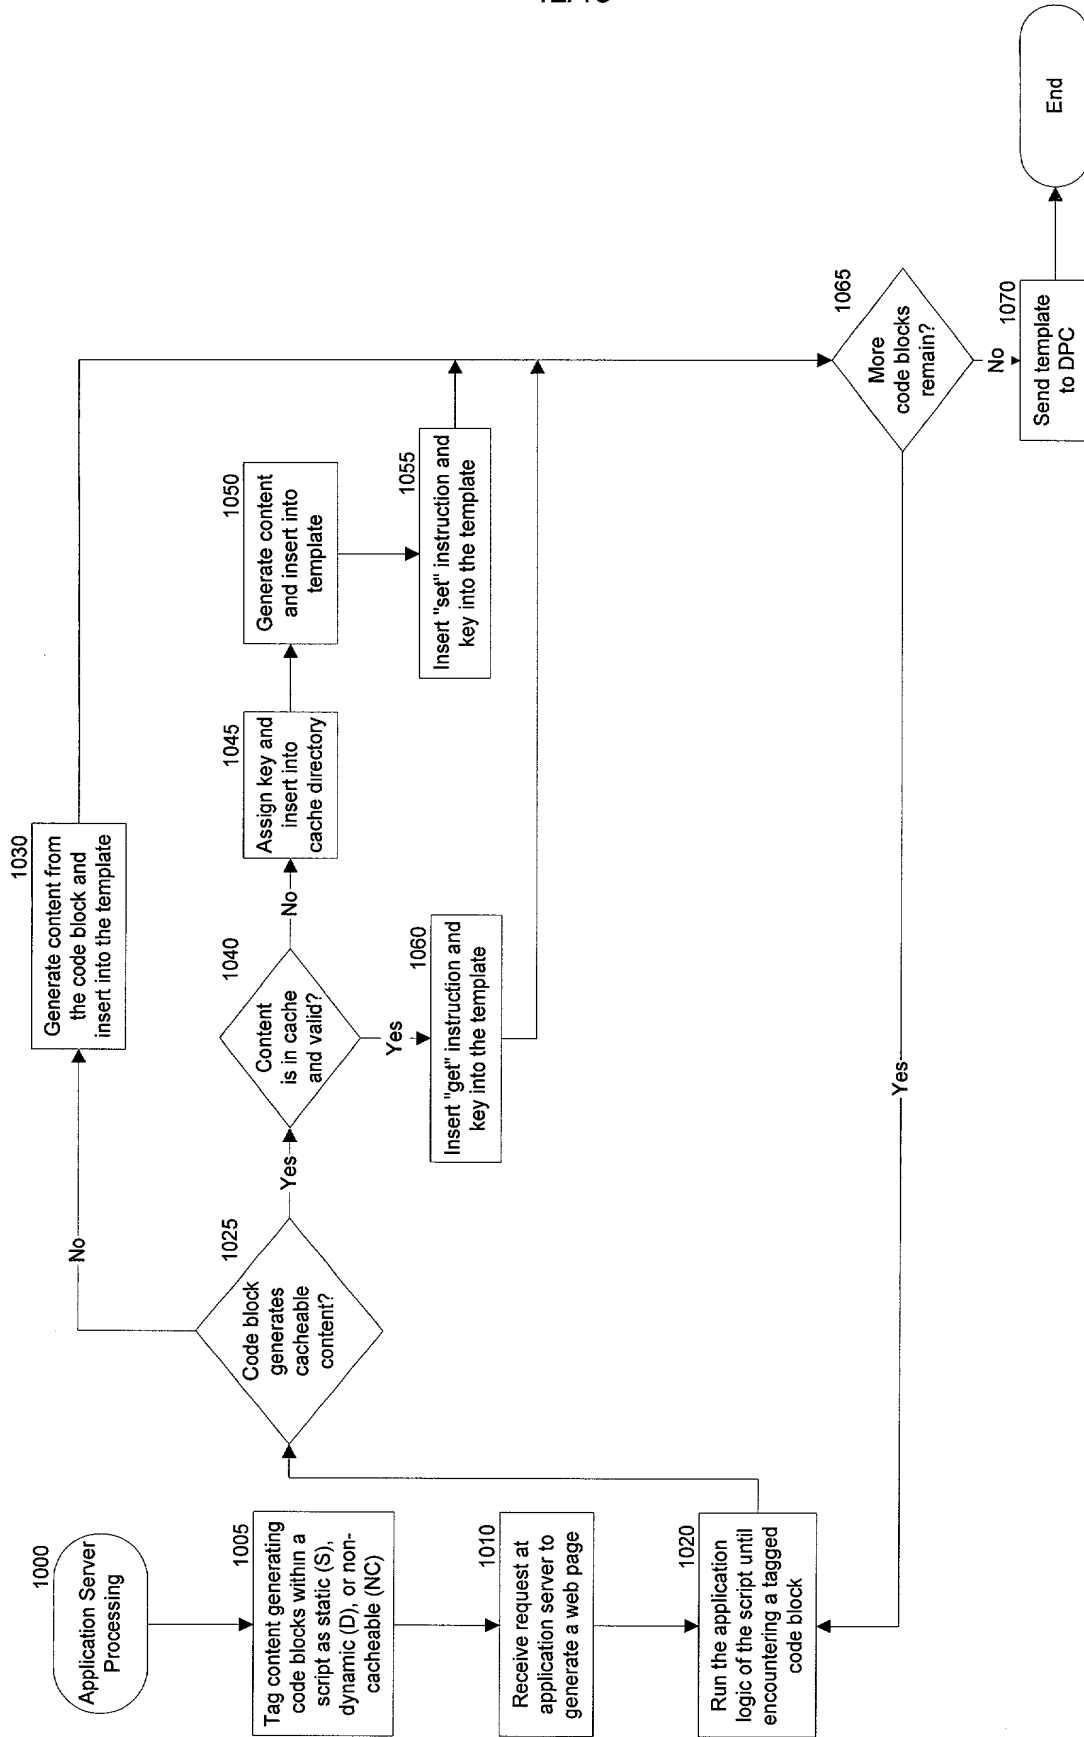 1000
Application Server
Processing
1005
Tag content generating
code blocks within a
script as static (S),
dynamic (D), or non-
cacheable (NC)
1010
Receive request at
application server to
generate a web page
1020
Run the application
logic of the script until
encountering a tagged
code block
1025
Code block
generates
cacheable
content?
No
Yes
1030
Generate content from
the code block and
insert into the template
1040
Content
is in cache
and valid?
No
Yes
1045
Assign key and
insert into
cache directory
1050
Generate content
and insert into
template
1055
Insert "set" instruction and
key into the template
1060
Insert "get" instruction and
key into the template
1065
More
code blocks
remain?
Yes
No
1070
Send template
to DPC
End